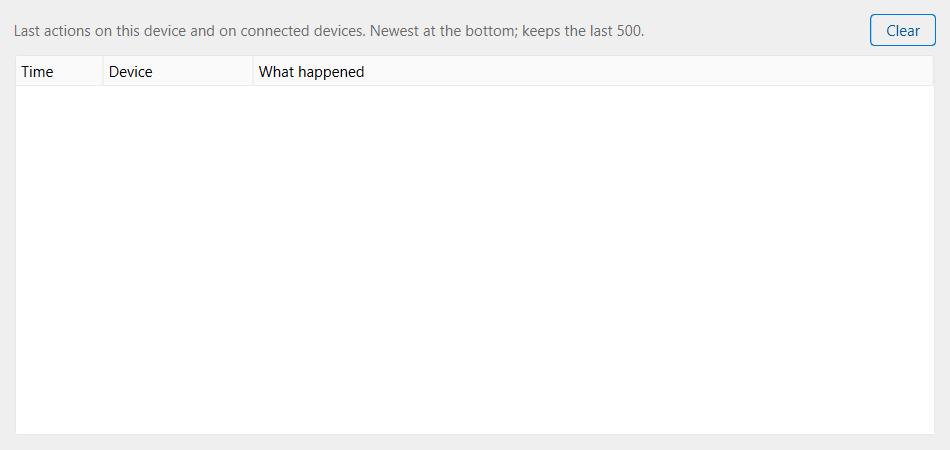 Last actions on this device and on connected devices. Newest at the bottom; keeps the last 500.
Clear
Time Device What happened